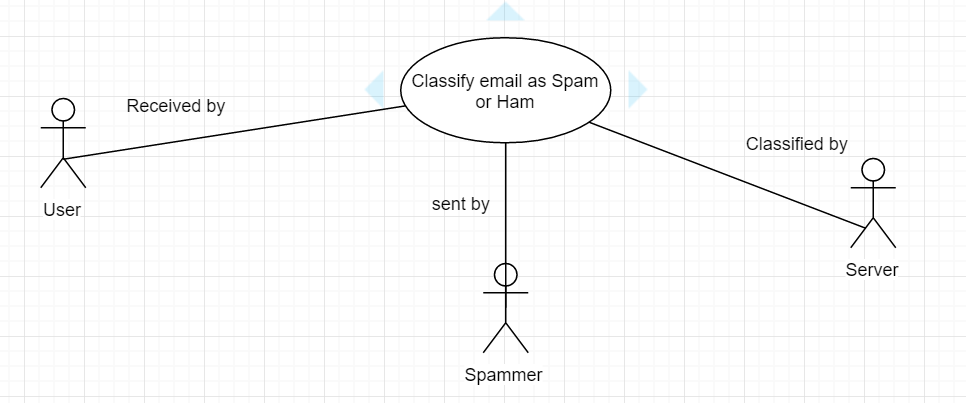 Classify email as Spam
or Ham
Received by
Classified by
User
sent by
Server
Spammer